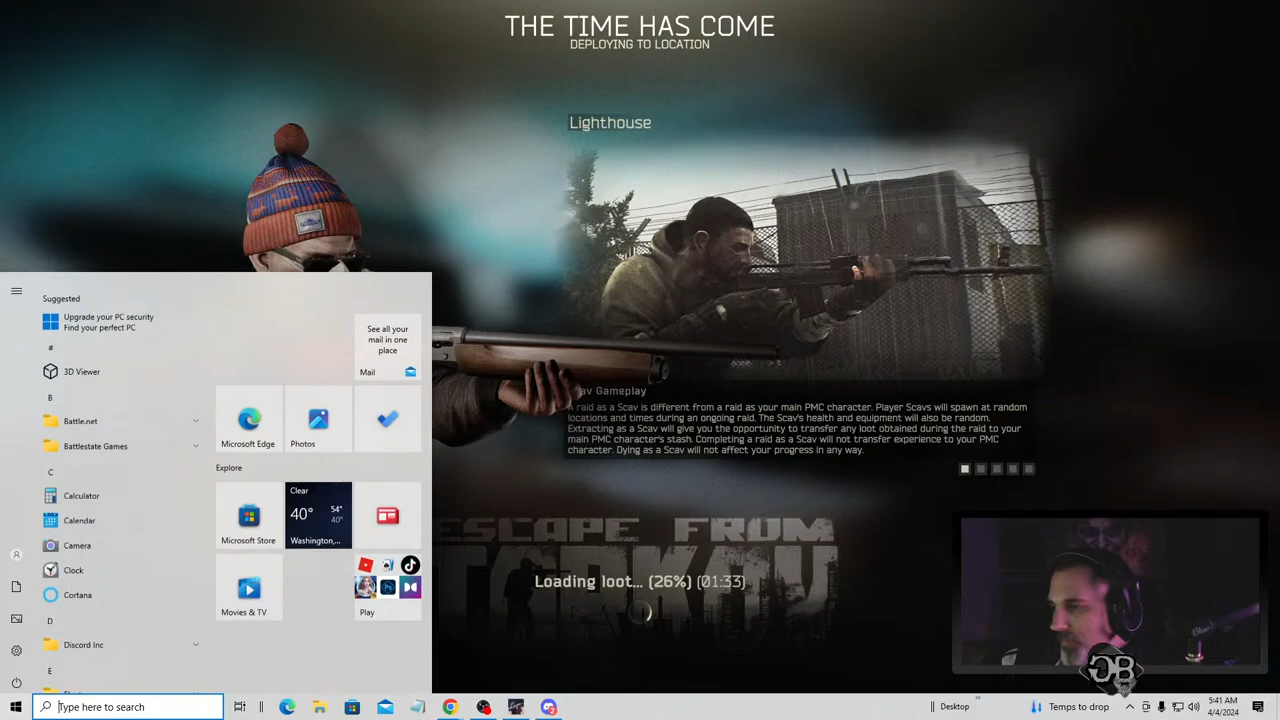 THE TIME HAS COME
DEPLOYING TO LOCATION
Lighthouse
av Gameplay
A raid as a Scav is different from a raid as your main PMC character. Player Scavs will spawn at random
locations and times during an ongoing raid. The Scav's health and equipment will also be random.
Extracting as a Scav will give you the opportunity to transfer any loot obtained during the raid to your
main PMC character's stash. Completing a raid as a Scav will not transfer experience to your PMC
character. Dying as a Scav will not affect your progress in any way.
ESCAPE FROM
TARKOV
Loading loot... (26%) (01:33)
Suggested
Upgrade your PC security
Find your perfect PC
#
3D Viewer
B
Battle.net
Battlestate Games
C
Calculator
Calendar
Camera
Clock
Cortana
D
Discord Inc
E
See all your
mail in one
place
Mail
Microsoft Edge
Photos
Explore
Microsoft Store
Clear
40°
54°
40°
Washington,...
Movies & TV
Play
Type here to search
Desktop
Temps to drop
5:41 AM
4/4/2024